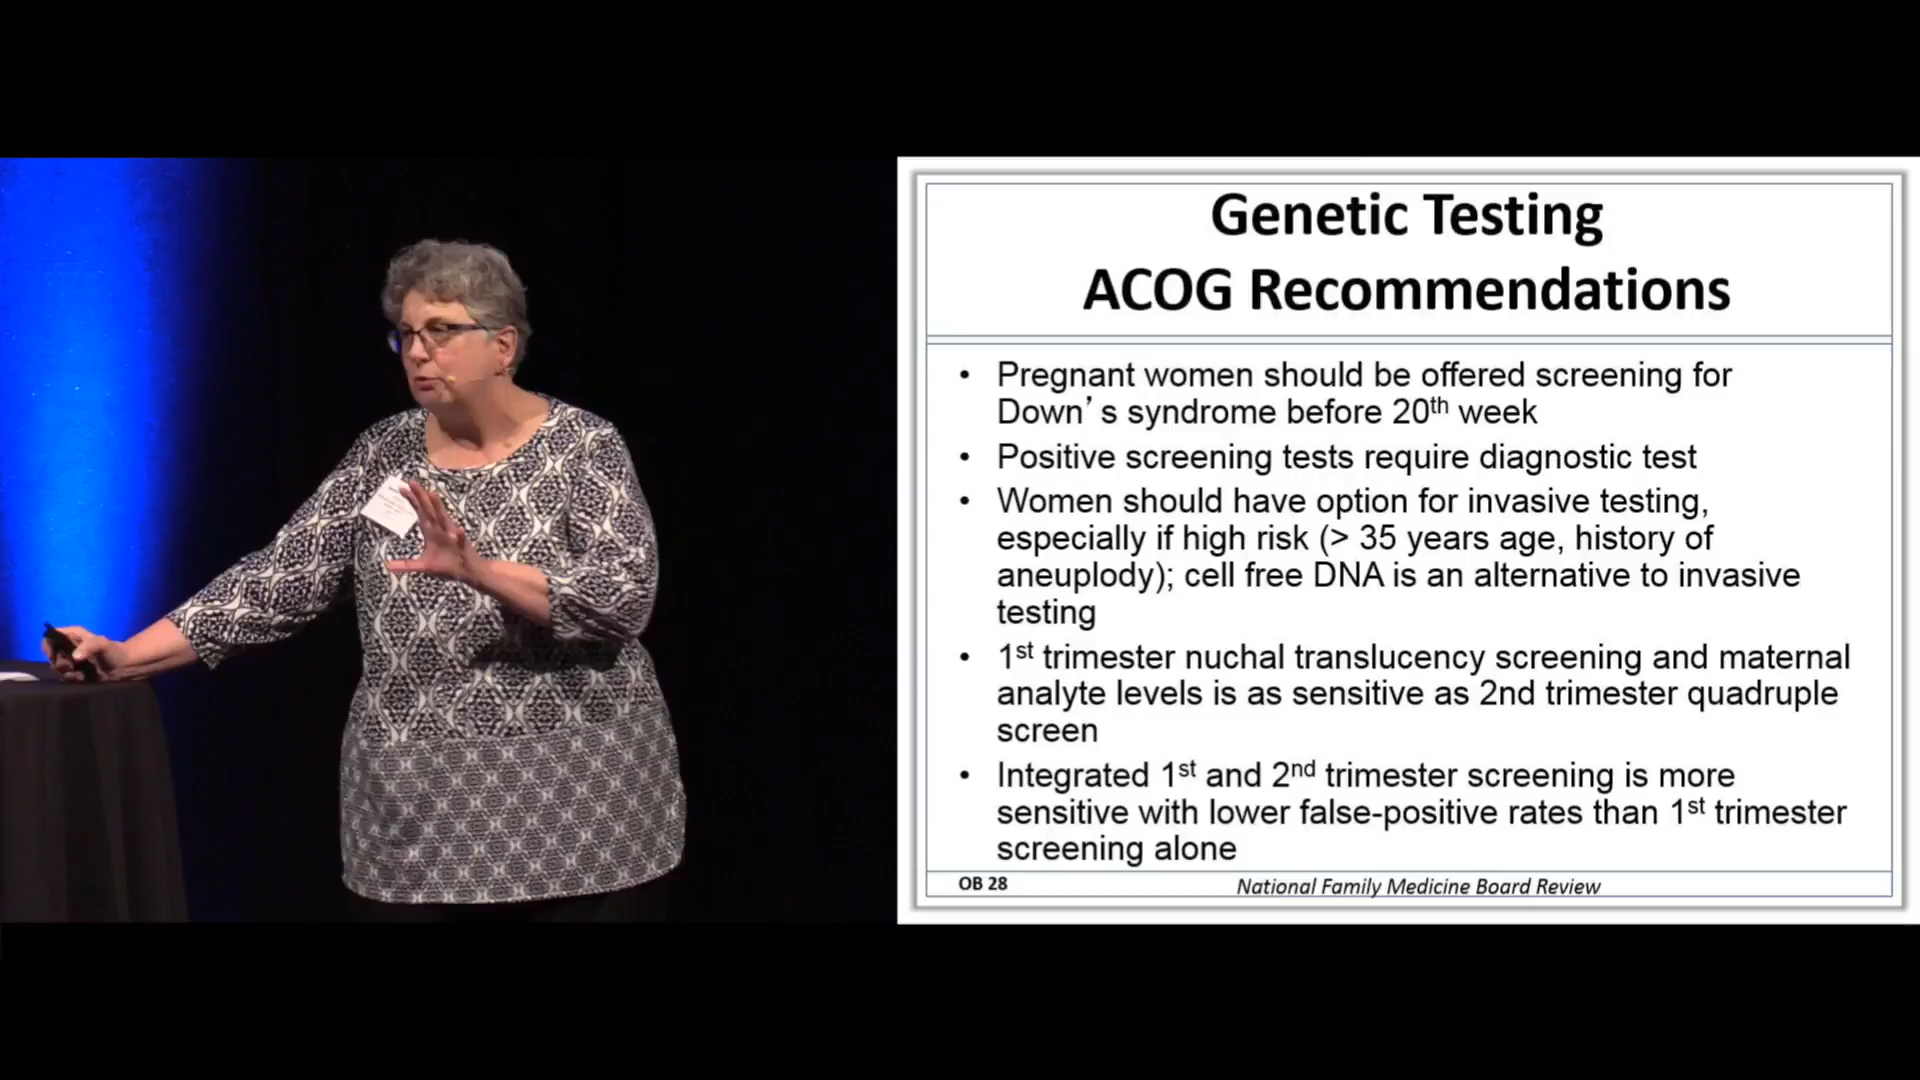 Genetic Testing
ACOG Recommendations
• Pregnant women should be offered screening for
Down's syndrome before 20th week
• Positive screening tests require diagnostic test
• Women should have option for invasive testing,
especially if high risk (> 35 years age, history of
aneuplody); cell free DNA is an alternative to invasive
testing
• 1st trimester nuchal translucency screening and maternal
analyte levels is as sensitive as 2nd trimester quadruple
screen
• Integrated 1st and 2nd trimester screening is more
sensitive with lower false-positive rates than 1st trimester
screening alone
OB 28
National Family Medicine Board Review